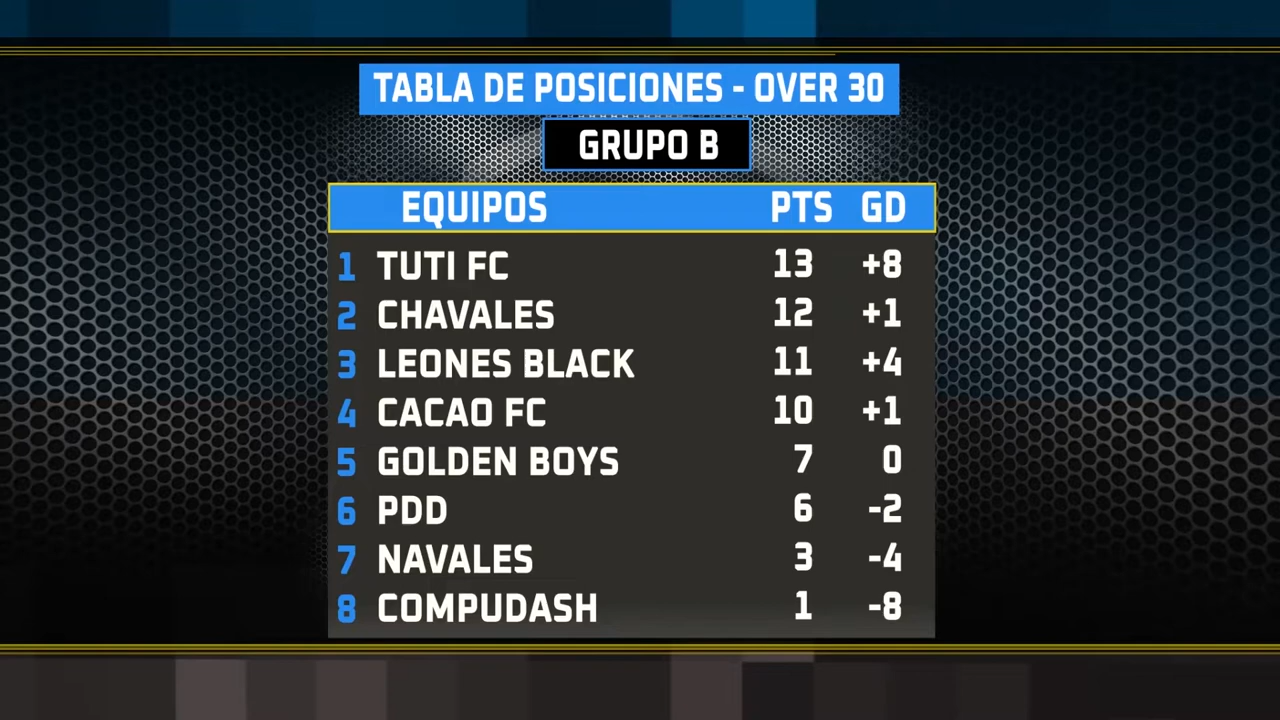 TABLA DE POSICIONES - OVER 30
GRUPO B
EQUIPOS PTS GD
1 TUTI FC 13 +8
2 CHAVALES 12 +1
3 LEONES BLACK 11 +4
4 CACAO FC 10 +1
5 GOLDEN BOYS 7 0
6 PDD 6 -2
7 NAVALES 3 -4
8 COMPUDASH 1 -8